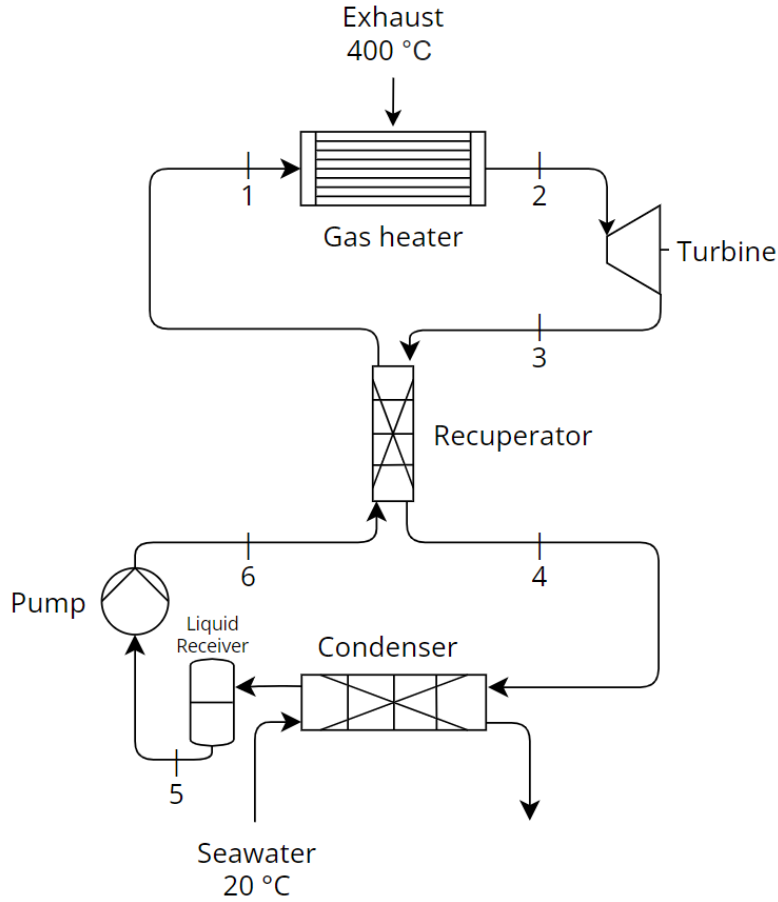 Exhaust
400 °C
1
2
Gas heater
Turbine
3
Recuperator
6
4
Pump
Liquid
Receiver
Condenser
5
Seawater
20 °C